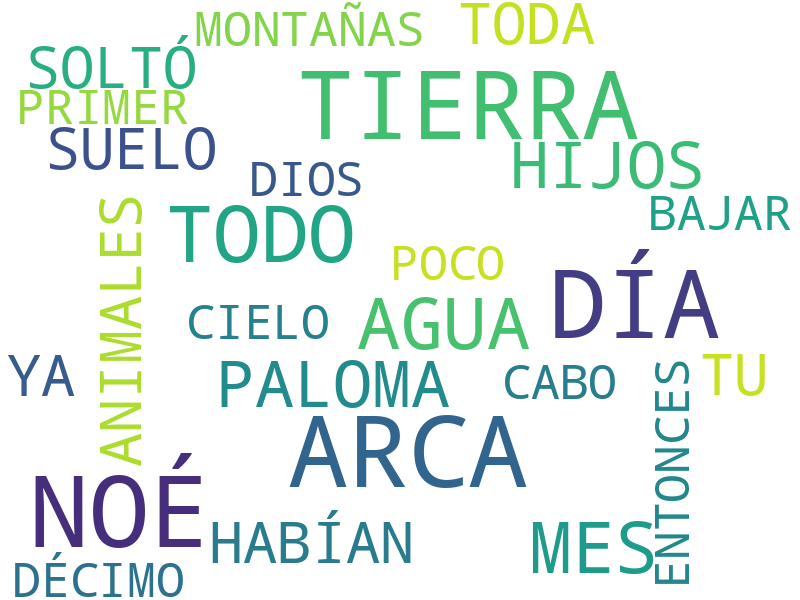 MONTAÑAS
TODA
SOLTÓ
PRIMER
TIERRA
SUELO
HIJOS
DIOS
BAJAR
TODO
ANIMALES
POCO
DÍA
CIELO
AGUA
YA
PALOMA
CABO
TU
ENTONCES
ARCA
NOÉ
HABÍAN
MES
DÉCIMO